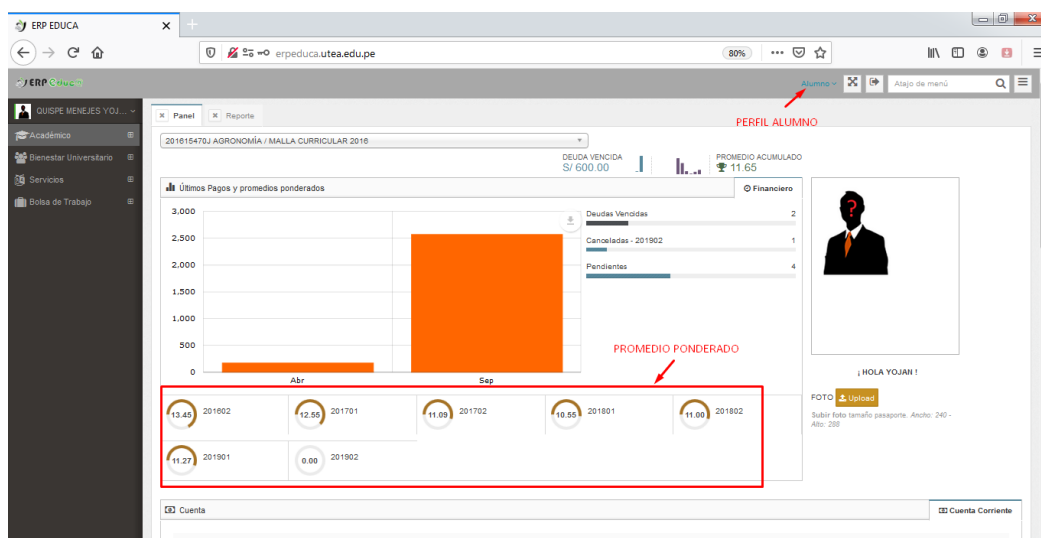 ERP EDUCA
erpeduca.utea.edu.pe
80%
ERP Educa
Alumno
Atajo de menú
QUISPE MENEJES YOJ...
Panel
Reporte
PERFIL ALUMNO
Académico
Bienestar Universitario
Servicios
Bolsa de Trabajo
201615470J AGRONOMÍA / MALLA CURRICULAR 2016
DEUDA VENCIDA
S/ 600.00
PROMEDIO ACUMULADO
11.65
Últimos Pagos y promedios ponderados
Financiero
3,000
2,500
2,000
1,500
1,000
500
0
Abr
Sep
Deudas Vencidas 2
Canceladas - 201902 1
Pendientes 4
?
PROMEDIO PONDERADO
¡ HOLA YOJAN !
FOTO Upload
Subir foto tamaño pasaporte. Ancho: 240 -
Alto: 288
13.45 201602
12.55 201701
11.09 201702
10.55 201801
11.00 201802
11.27 201901
0.00 201902
Cuenta
Cuenta Corriente